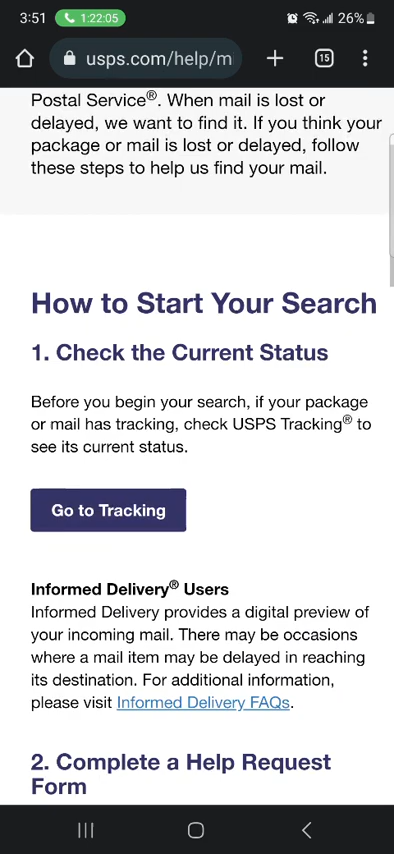 3:51 1:22:05 26%
usps.com/help/m 15
Postal Service®. When mail is lost or
delayed, we want to find it. If you think your
package or mail is lost or delayed, follow
these steps to help us find your mail.
How to Start Your Search
1. Check the Current Status
Before you begin your search, if your package
or mail has tracking, check USPS Tracking® to
see its current status.
Go to Tracking
Informed Delivery® Users
Informed Delivery provides a digital preview of
your incoming mail. There may be occasions
where a mail item may be delayed in reaching
its destination. For additional information,
please visit Informed Delivery FAQs.
2. Complete a Help Request
Form